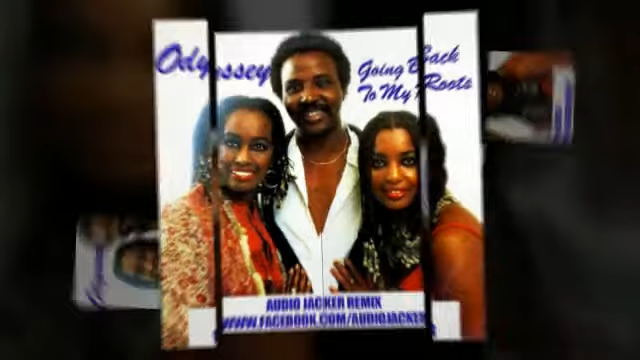 Odyssey
Going Back
To My Roots
AUDIO JACKER REMIX
WWW.FACEBOOK.COM/AUDIOJACKER